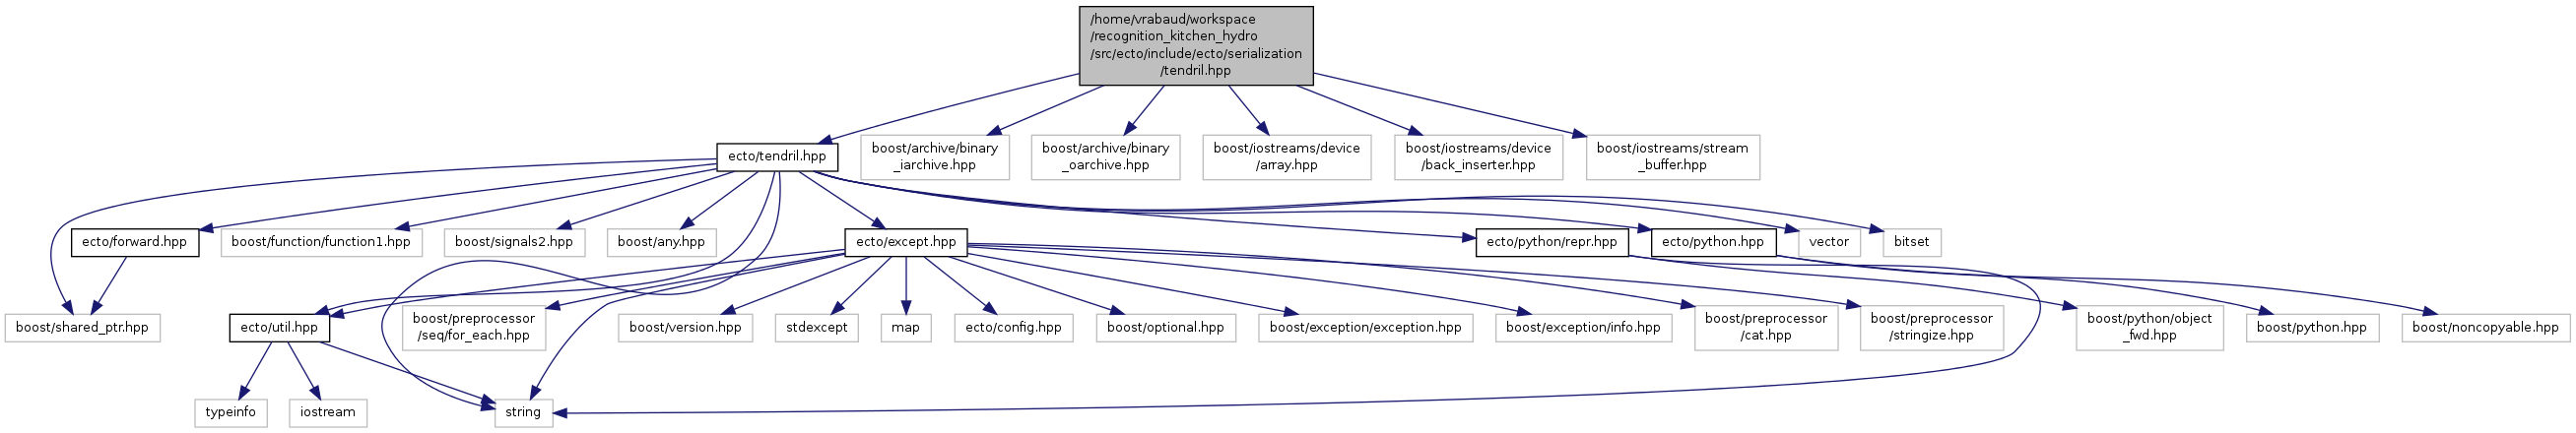 /home/vrabaud/workspace
/recognition_kitchen_hydro
/src/ecto/include/ecto/serialization
/tendril.hpp
ecto/tendril.hpp
boost/archive/binary
_iarchive.hpp
boost/archive/binary
_oarchive.hpp
boost/iostreams/device
/array.hpp
boost/iostreams/device
/back_inserter.hpp
boost/iostreams/stream
_buffer.hpp
ecto/forward.hpp
boost/function/function1.hpp
boost/signals2.hpp
boost/any.hpp
ecto/except.hpp
ecto/python/repr.hpp
ecto/python.hpp
vector
bitset
boost/shared_ptr.hpp
ecto/util.hpp
boost/preprocessor
/seq/for_each.hpp
boost/version.hpp
stdexcept
map
ecto/config.hpp
boost/optional.hpp
boost/exception/exception.hpp
boost/exception/info.hpp
boost/preprocessor
/cat.hpp
boost/preprocessor
/stringize.hpp
boost/python/object
_fwd.hpp
boost/python.hpp
boost/noncopyable.hpp
typeinfo
iostream
string